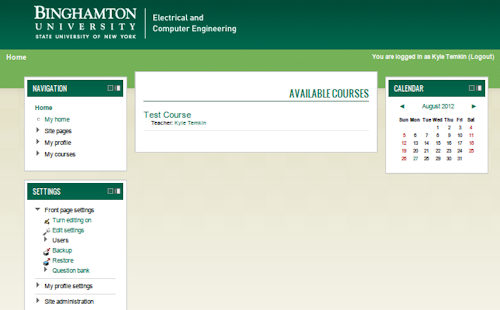 BINGHAMTON
UNIVERSITY
STATE UNIVERSITY OF NEW YORK
Electrical and
Computer Engineering
Home
You are logged in as Kyle Temkin (Logout)
NAVIGATION
Home
My home
Site pages
My profile
My courses
SETTINGS
Front page settings
Turn editing on
Edit settings
Users
Backup
Restore
Question bank
My profile settings
Site administration
AVAILABLE COURSES
Test Course
Teacher: Kyle Temkin
CALENDAR
◄ August 2012 ►
Sun Mon Tue Wed Thu Fri Sat
1 2 3 4
5 6 7 8 9 10 11
12 13 14 15 16 17 18
19 20 21 22 23 24 25
26 27 28 29 30 31